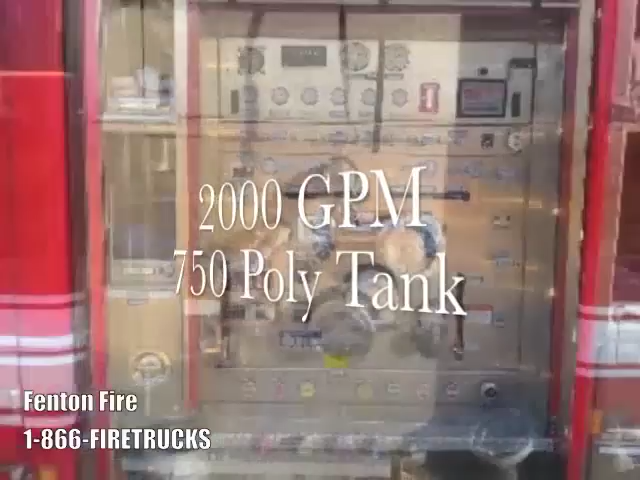 2000 GPM
750 Poly Tank
Fenton Fire
1-866-FIRETRUCKS